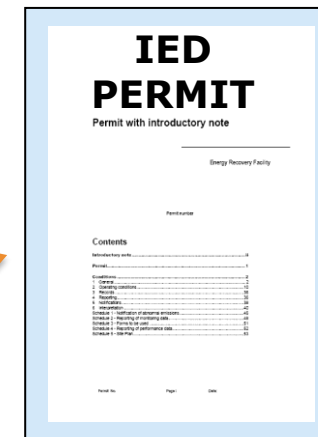 IED
PERMIT
Permit with introductory note
Energy Recovery Facility
Permit number
Contents
Introductory note
Permit
Conditions
1 General
2 Operating conditions
3 Records
4 Reporting
5 Notifications
6 Interpretation
Schedule 1 - Notification of abnormal emissions
Schedule 2 - Reporting of monitoring data
Schedule 3 - Forms to be used
Schedule 4 - Reporting of performance data
Schedule 5 - Site Plan
Permit No. Page i Date: